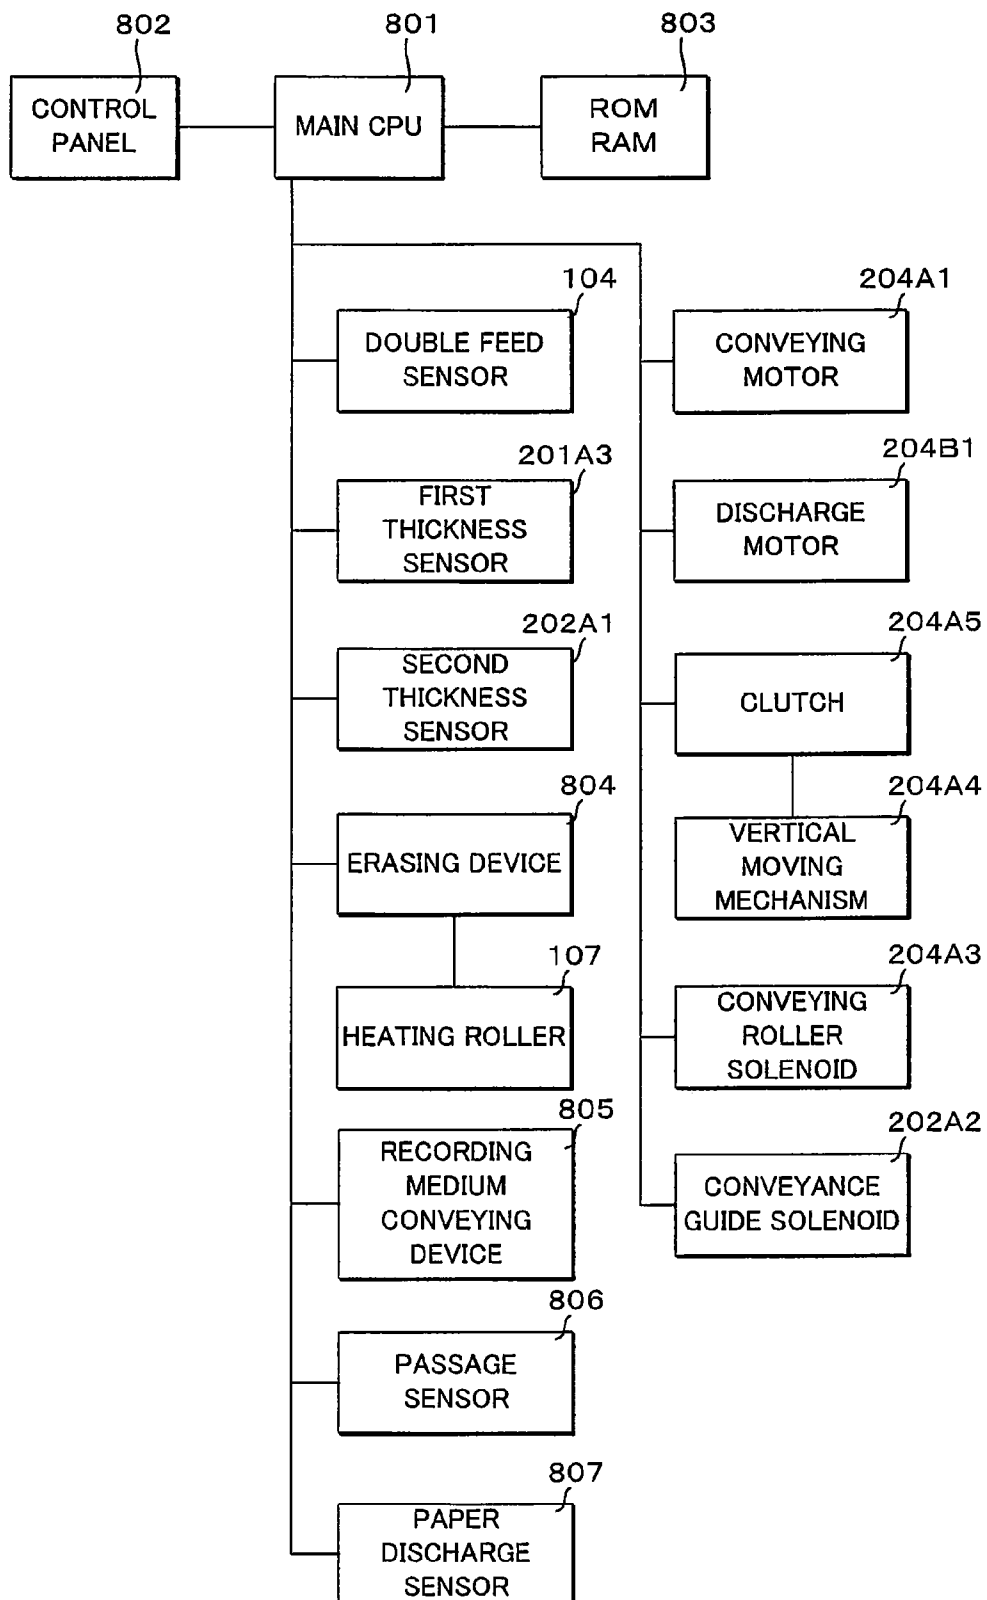 802
801
803
CONTROL
PANEL
MAIN CPU
ROM
RAM
104
DOUBLE FEED
SENSOR
201A3
FIRST
THICKNESS
SENSOR
202A1
SECOND
THICKNESS
SENSOR
804
ERASING DEVICE
107
HEATING ROLLER
805
RECORDING
MEDIUM
CONVEYING
DEVICE
806
PASSAGE
SENSOR
807
PAPER
DISCHARGE
SENSOR
204A1
CONVEYING
MOTOR
204B1
DISCHARGE
MOTOR
204A5
CLUTCH
204A4
VERTICAL
MOVING
MECHANISM
204A3
CONVEYING
ROLLER
SOLENOID
202A2
CONVEYANCE
GUIDE SOLENOID